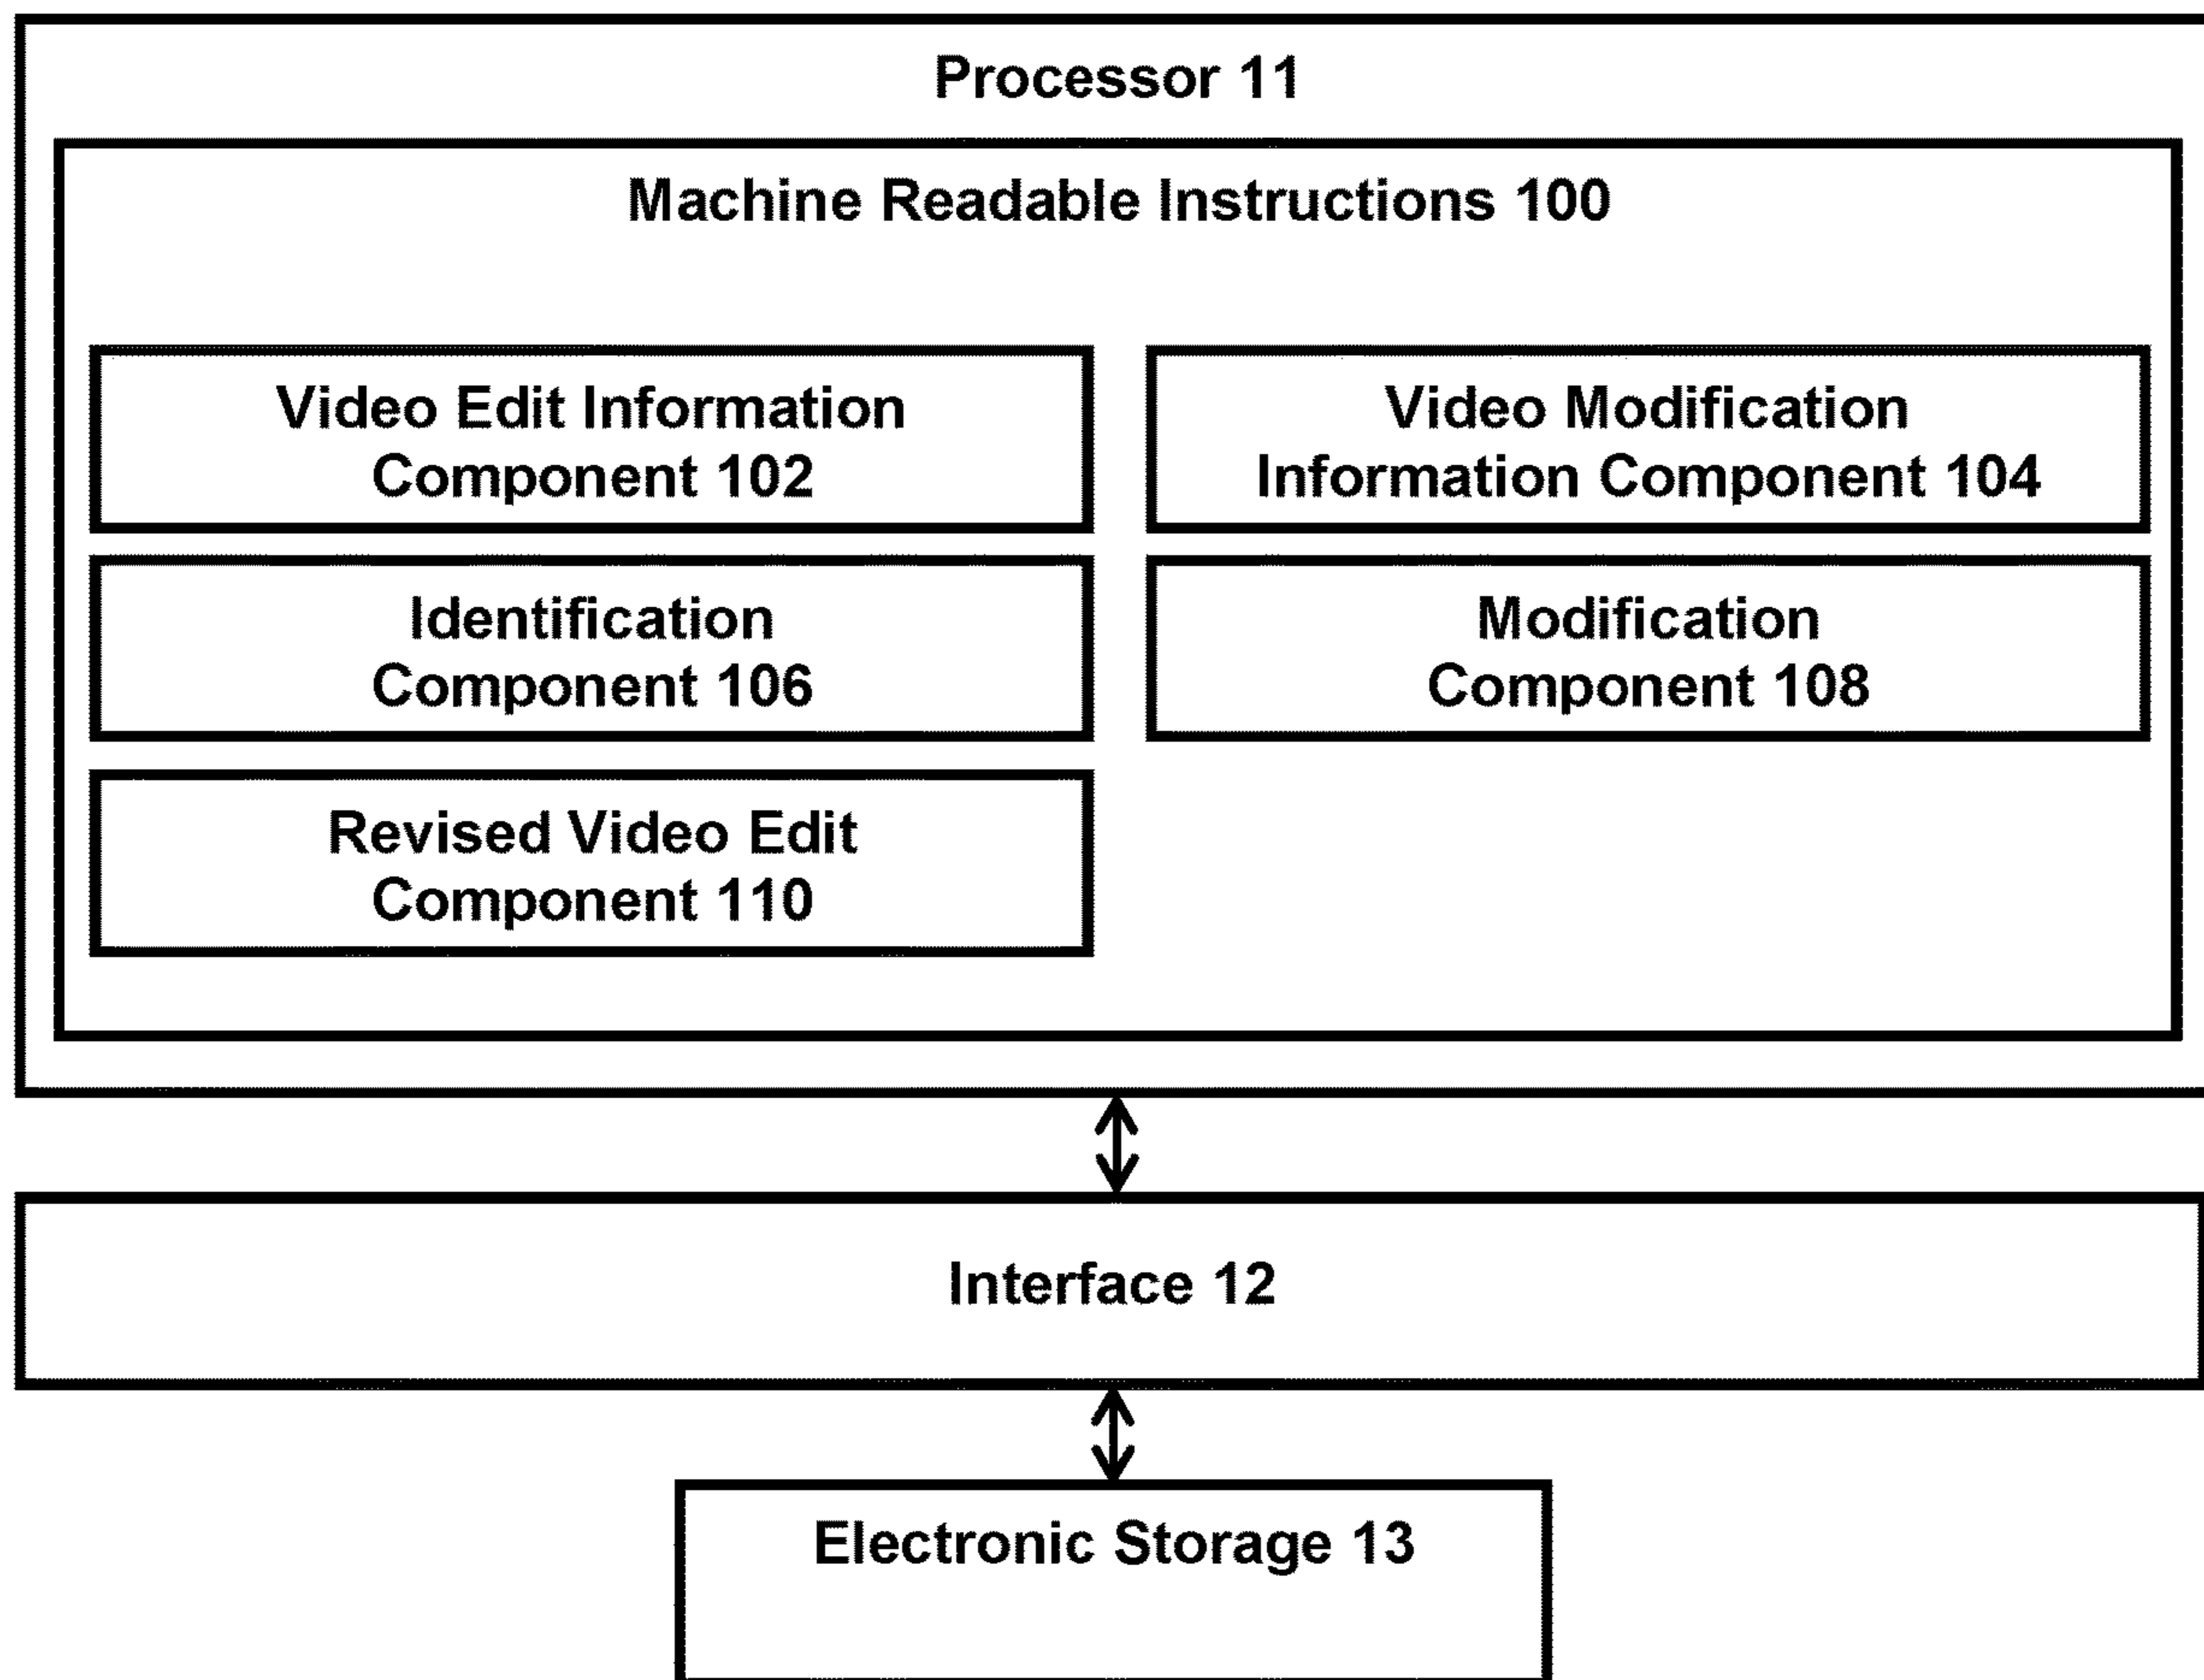 Processor 11
Machine Readable Instructions 100
Video Edit Information
Component 102
Video Modification
Information Component 104
Identification
Component 106
Modification
Component 108
Revised Video Edit
Component 110
Interface 12
Electronic Storage 13